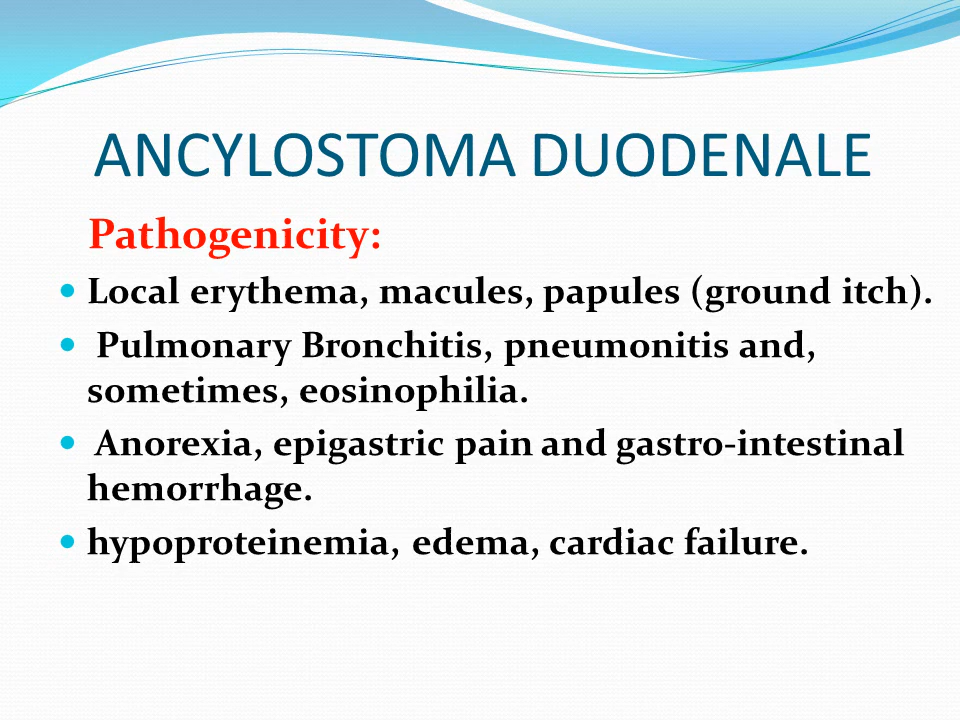 ANCYLOSTOMA DUODENALE
Pathogenicity:
• Local erythema, macules, papules (ground itch).
• Pulmonary Bronchitis, pneumonitis and,
sometimes, eosinophilia.
• Anorexia, epigastric pain and gastro-intestinal
hemorrhage.
• hypoproteinemia, edema, cardiac failure.